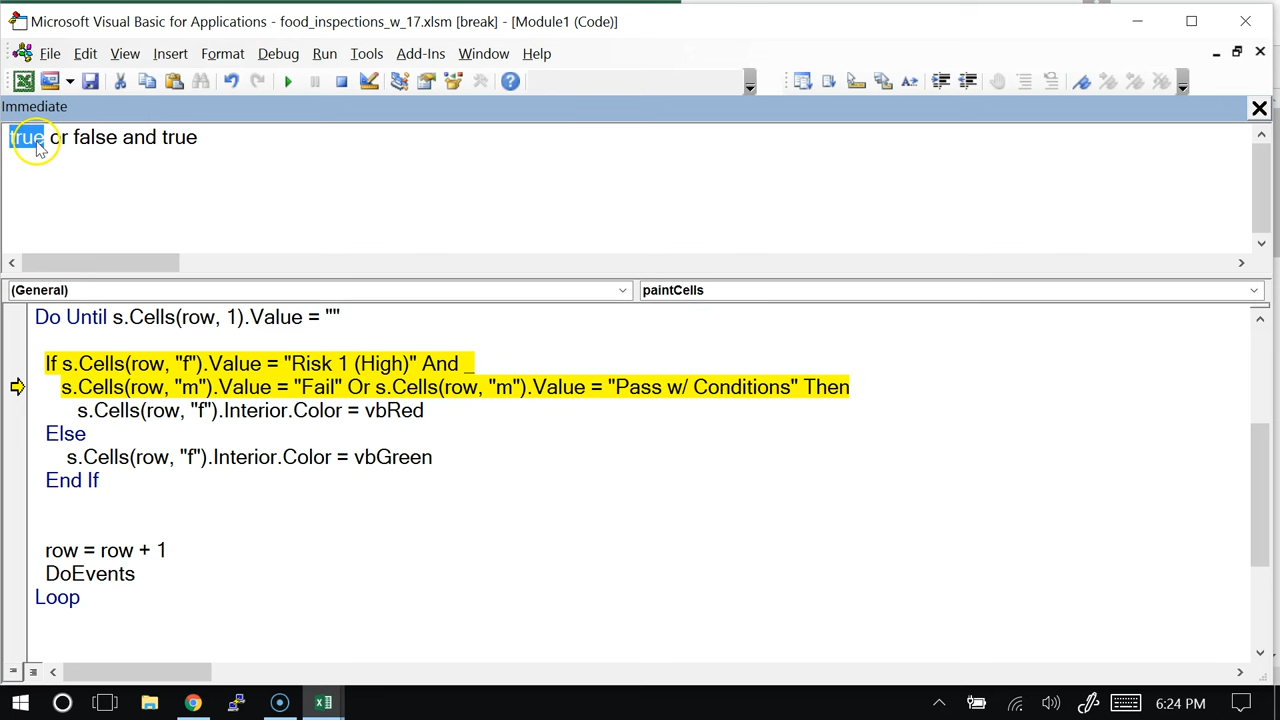 Microsoft Visual Basic for Applications - food_inspections_w_17.xlsm [break] - [Module1 (Code)]
File Edit View Insert Format Debug Run Tools Add-Ins Window Help
Immediate
true or false and true
(General) paintCells
Do Until s.Cells(row, 1).Value = ""
If s.Cells(row, "f").Value = "Risk 1 (High)" And _
s.Cells(row, "m").Value = "Fail" Or s.Cells(row, "m").Value = "Pass w/ Conditions" Then
s.Cells(row, "f").Interior.Color = vbRed
Else
s.Cells(row, "f").Interior.Color = vbGreen
End If
row = row + 1
DoEvents
Loop
6:24 PM